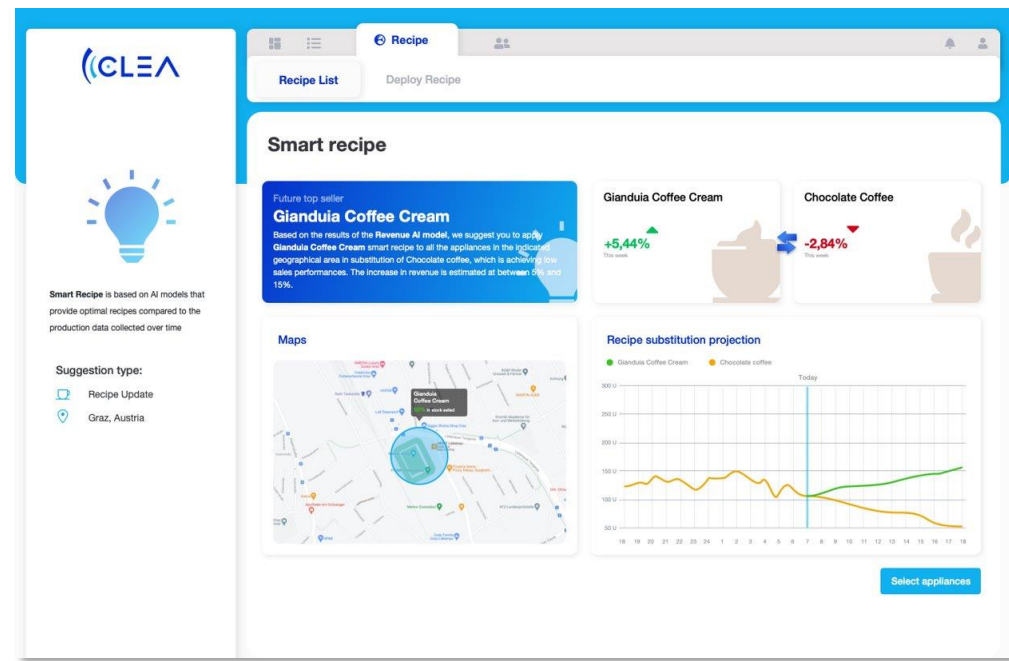 CLEA
Smart Recipe is based on AI models that
provide optimal recipes compared to the
production data collected over time
Suggestion type:
Recipe Update
Graz, Austria
Recipe
Recipe List
Deploy Recipe
Smart recipe
Future top seller
Gianduia Coffee Cream
Based on the results of the Revenue AI model, we suggest you to apply
Gianduia Coffee Cream smart recipe to all the appliances in the indicated
geographical area in substitution of Chocolate coffee, which is achieving low
sales performances. The increase in revenue is estimated at between 5% and
15%.
Gianduia Coffee Cream
+5,44%
This week
Chocolate Coffee
-2,84%
This week
Maps
Gianduia
Coffee Cream
in stock seller
Recipe substitution projection
Gianduia Coffee Cream
Chocolate coffee
Today
300 U
250 U
200 U
150 U
100 U
50 U
18 19 20 21 22 23 24 1 2 3 4 5 6 7 8 9 10 11 12 13 14 15 16 17 18
Select appliances